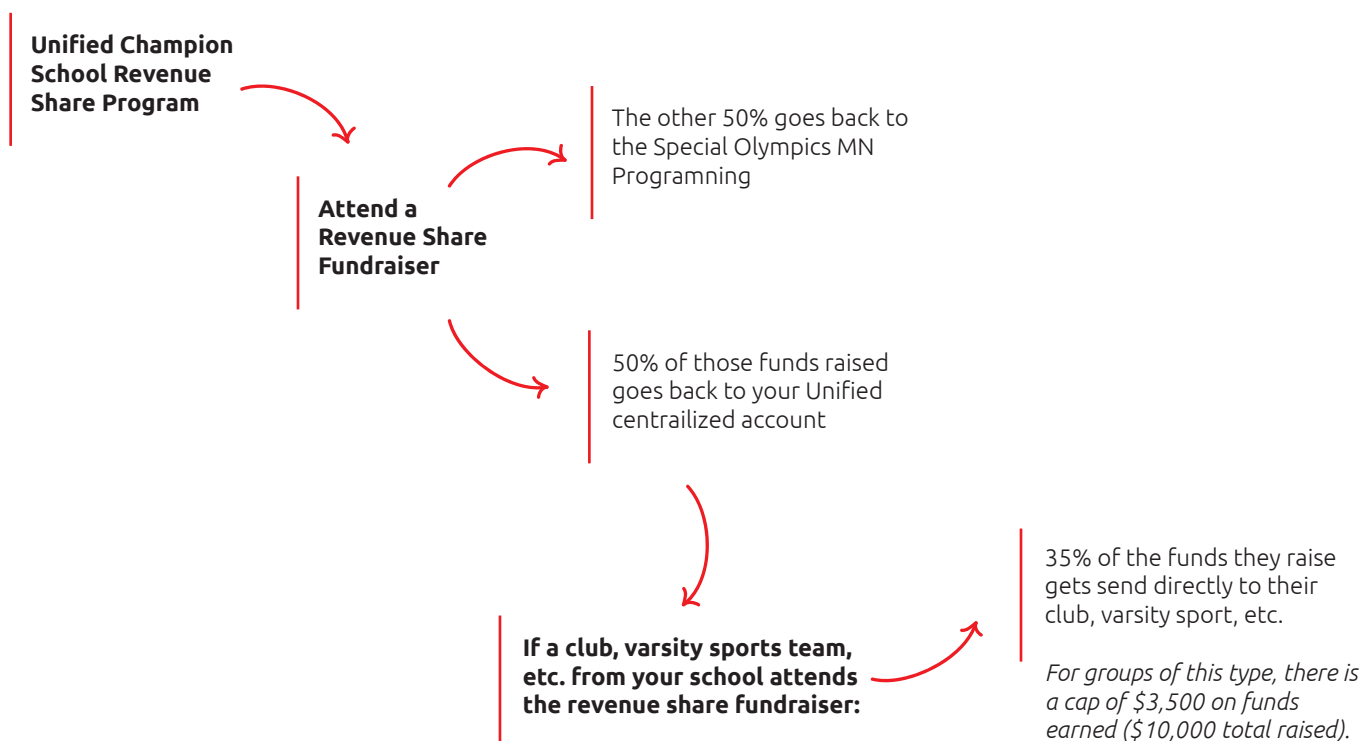 Unified Champion
School Revenue
Share Program
Attend a
Revenue Share
Fundraiser
The other 50% goes back to
the Special Olympics MN
Programning
50% of those funds raised
goes back to your Unified
centrailized account
If a club, varsity sports team,
etc. from your school attends
the revenue share fundraiser:
35% of the funds they raise
gets send directly to their
club, varsity sport, etc.
For groups of this type, there is
a cap of $3,500 on funds
earned ($10,000 total raised).